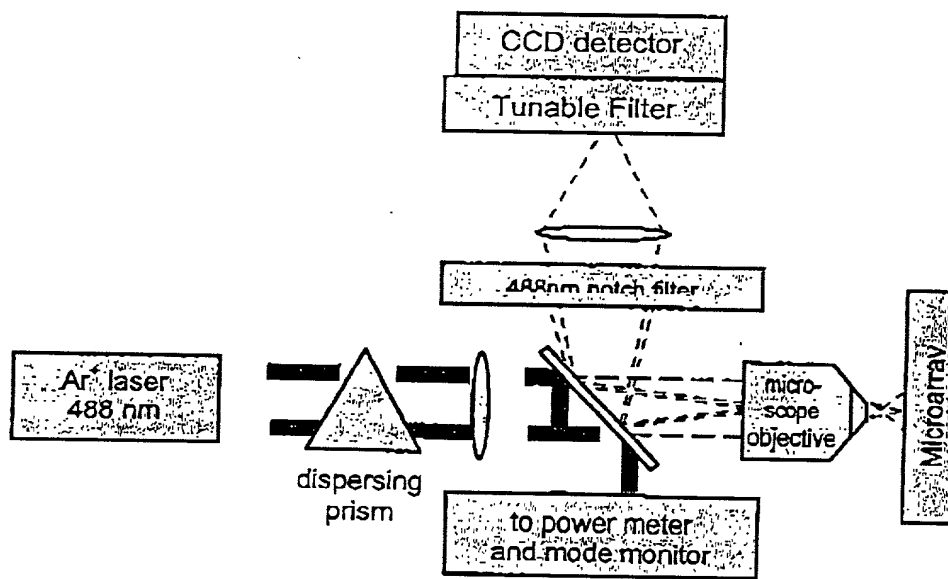 CCD detector
Tunable Filter
488nm notch filter
Ar+ laser
488 nm
dispersing
prism
micro-
scope
objective
Microarray
to power meter
and mode monitor